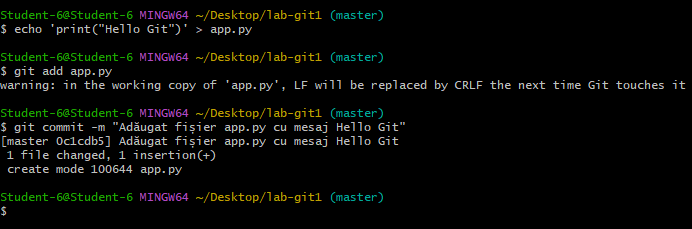 Student-6@Student-6 MINGW64 ~/Desktop/lab-git1 (master)
$ echo 'print("Hello Git")' > app.py
Student-6@Student-6 MINGW64 ~/Desktop/lab-git1 (master)
$ git add app.py
warning: in the working copy of 'app.py', LF will be replaced by CRLF the next time Git touches it
Student-6@Student-6 MINGW64 ~/Desktop/lab-git1 (master)
$ git commit -m "Adăugat fișier app.py cu mesaj Hello Git"
[master 0c1cdb5] Adăugat fișier app.py cu mesaj Hello Git
 1 file changed, 1 insertion(+)
 create mode 100644 app.py
Student-6@Student-6 MINGW64 ~/Desktop/lab-git1 (master)
$